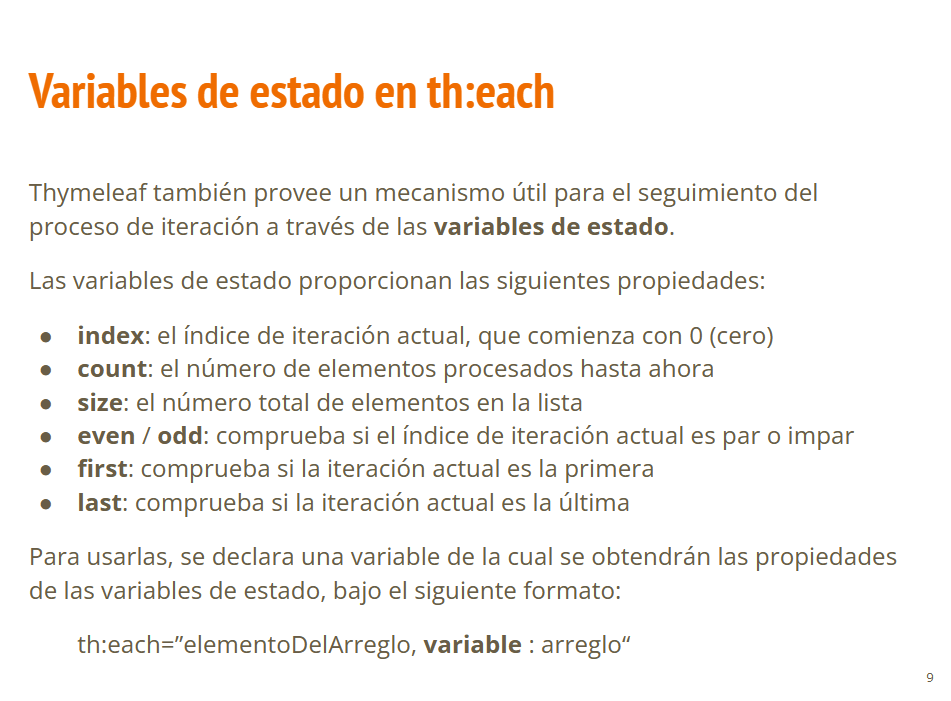 Variables de estado en th:each
Thymeleaf también provee un mecanismo útil para el seguimiento del
proceso de iteración a través de las variables de estado.
Las variables de estado proporcionan las siguientes propiedades:
● index: el índice de iteración actual, que comienza con 0 (cero)
● count: el número de elementos procesados hasta ahora
● size: el número total de elementos en la lista
● even / odd: comprueba si el índice de iteración actual es par o impar
● first: comprueba si la iteración actual es la primera
● last: comprueba si la iteración actual es la última
Para usarlas, se declara una variable de la cual se obtendrán las propiedades
de las variables de estado, bajo el siguiente formato:
th:each=”elementoDelArreglo, variable : arreglo“
9